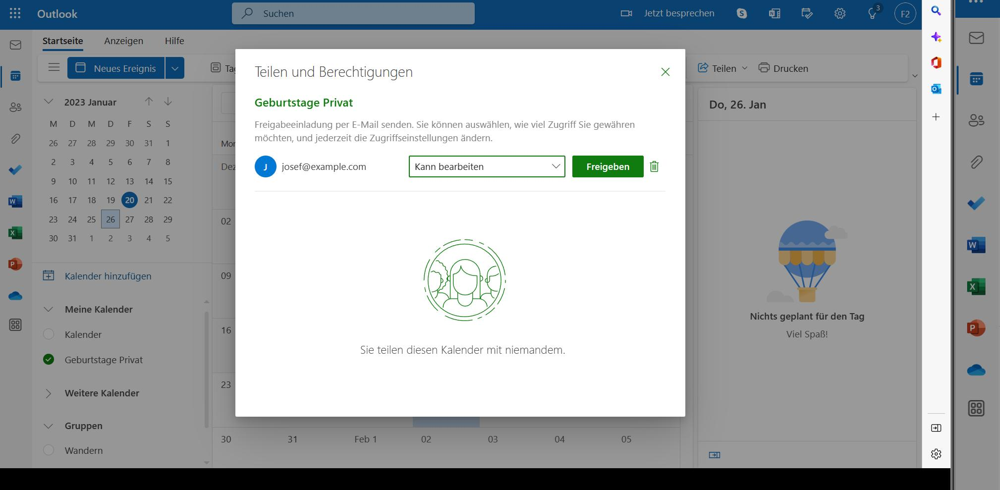 Outlook
Suchen
Jetzt besprechen
3
F2
Startseite
Anzeigen
Hilfe
Neues Ereignis
Tag
Teilen
Drucken
2023 Januar
M D M D F S S
26 27 28 29 30 31 1
2 3 4 5 6 7 8
9 10 11 12 13 14 15
16 17 18 19 20 21 22
23 24 25 26 27 28 29
30 31 1 2 3 4 5
Kalender hinzufügen
Meine Kalender
Kalender
Geburtstage Privat
Weitere Kalender
Gruppen
Wandern
Mon
Dez
02
09
16
23
30 31 Feb 1 02 03 04 05
Teilen und Berechtigungen
Geburtstage Privat
Freigabeeinladung per E-Mail senden. Sie können auswählen, wie viel Zugriff Sie gewähren
möchten, und jederzeit die Zugriffseinstellungen ändern.
J josef@example.com
Kann bearbeiten
Freigeben
Sie teilen diesen Kalender mit niemandem.
Do, 26. Jan
Nichts geplant für den Tag
Viel Spaß!